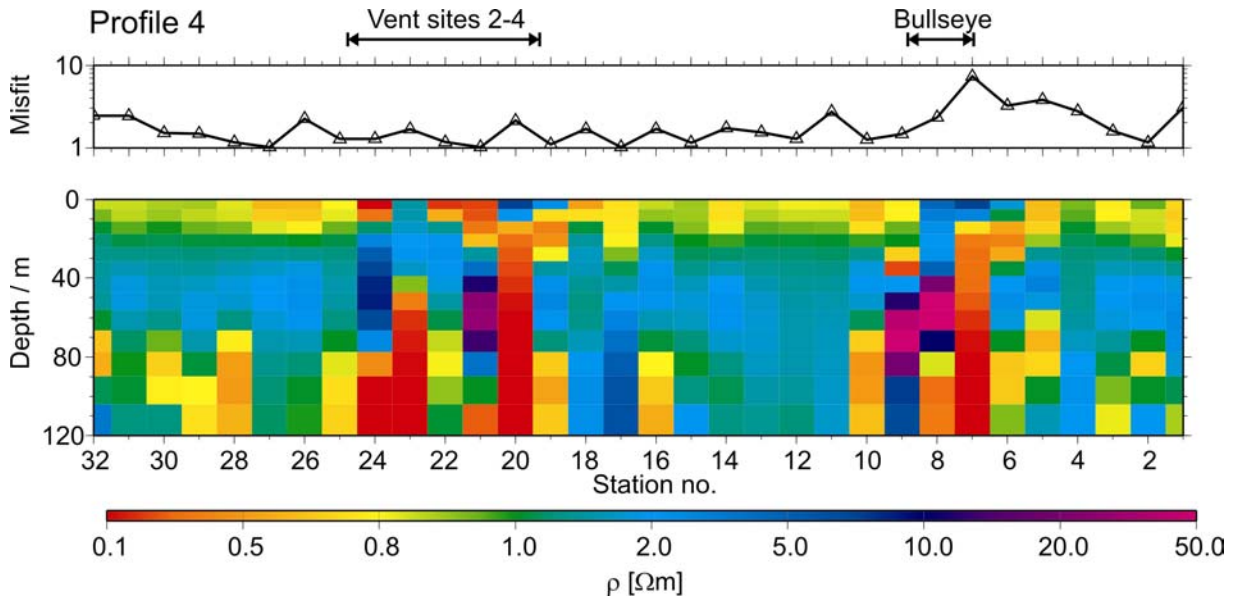 Profile 4
Vent sites 2-4
Bullseye
Misfit
10
1
Depth / m
0
40
80
120
32 30 28 26 24 22 20 18 16 14 12 10 8 6 4 2
Station no.
0.1 0.5 0.8 1.0 2.0 5.0 10.0 20.0 50.0
ρ [Ωm]